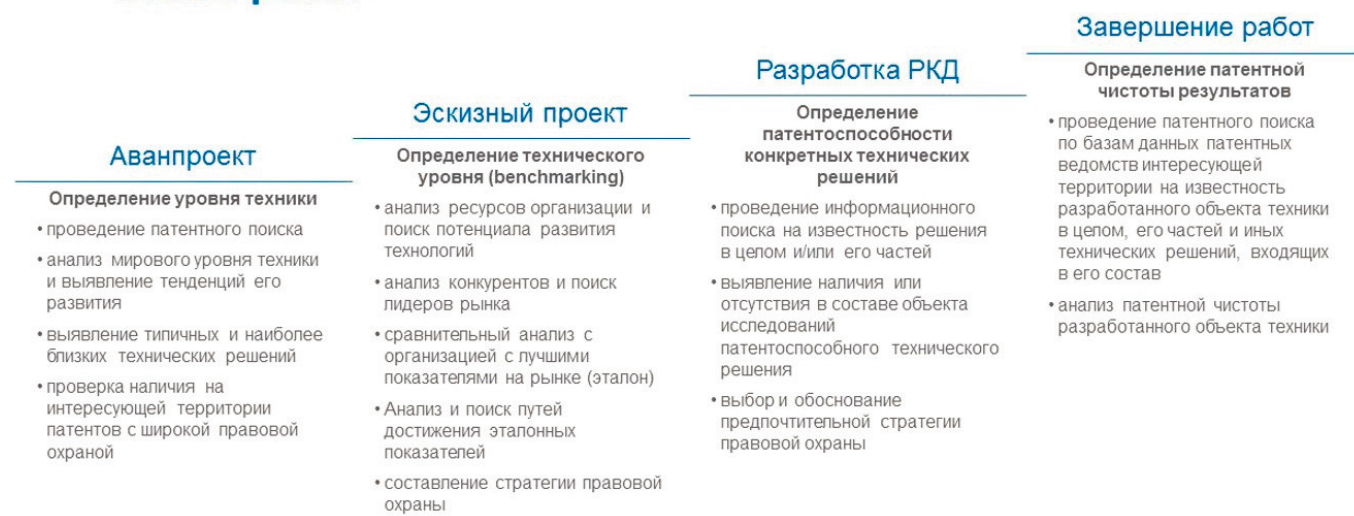 Аванпроект
Определение уровня техники
• проведение патентного поиска
• анализ мирового уровня техники
и выявление тенденций его
развития
• выявление типичных и наиболее
близких технических решений
• проверка наличия на
интересующей территории
патентов с широкой правовой
охраной
Эскизный проект
Определение технического
уровня (benchmarking)
• анализ ресурсов организации и
поиск потенциала развития
технологий
• анализ конкурентов и поиск
лидеров рынка
• сравнительный анализ с
организацией с лучшими
показателями на рынке (эталон)
• Анализ и поиск путей
достижения эталонных
показателей
• составление стратегии правовой
охраны
Разработка РКД
Определение
патентоспособности
конкретных технических
решений
• проведение информационного
поиска на известность решения
в целом и/или его частей
• выявление наличия или
отсутствия в составе объекта
исследований
патентоспособного технического
решения
• выбор и обоснование
предпочтительной стратегии
правовой охраны
Завершение работ
Определение патентной
чистоты результатов
• проведение патентного поиска
по базам данных патентных
ведомств интересующей
территории на известность
разработанного объекта техники
в целом, его частей и иных
технических решений, входящих
в его состав
• анализ патентной чистоты
разработанного объекта техники